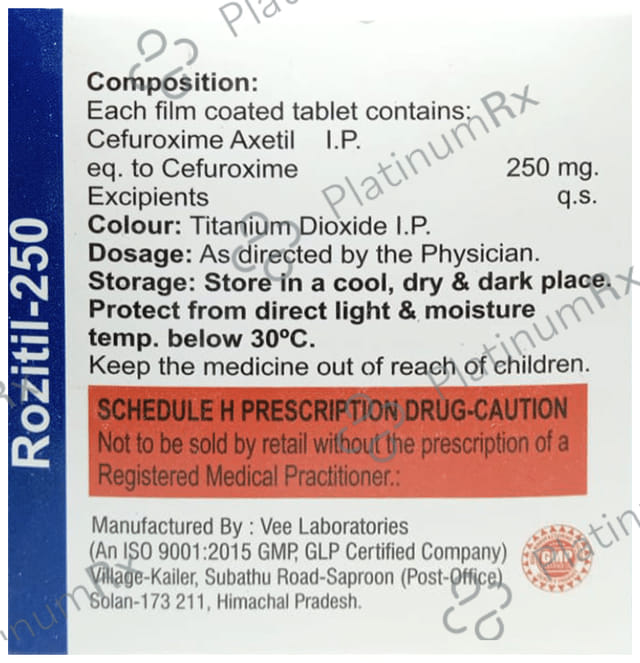 Composition:
Each film coated tablet contains:
Cefuroxime Axetil I.P.
eq. to Cefuroxime 250 mg.
Excipients q.s.
Colour: Titanium Dioxide I.P.
Dosage: As directed by the Physician.
Storage: Store in a cool, dry & dark place.
Protect from direct light & moisture
temp. below 30ºC.
Keep the medicine out of reach of children.
SCHEDULE H PRESCRIPTION DRUG-CAUTION
Not to be sold by retail without the prescription of a
Registered Medical Practitioner.:
Manufactured By : Vee Laboratories
(An ISO 9001:2015 GMP, GLP Certified Company)
Village-Kailer, Subathu Road-Saproon (Post-Office)
Solan-173 211, Himachal Pradesh.
Rozitil-250
GLP
PlatinumRx
PlatinumRx